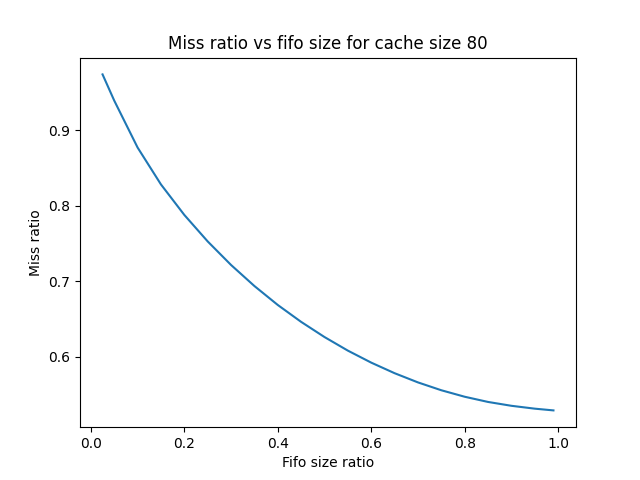 Miss ratio vs fifo size for cache size 80
Miss ratio
0.9
0.8
0.7
0.6
0.0 0.2 0.4 0.6 0.8 1.0
Fifo size ratio